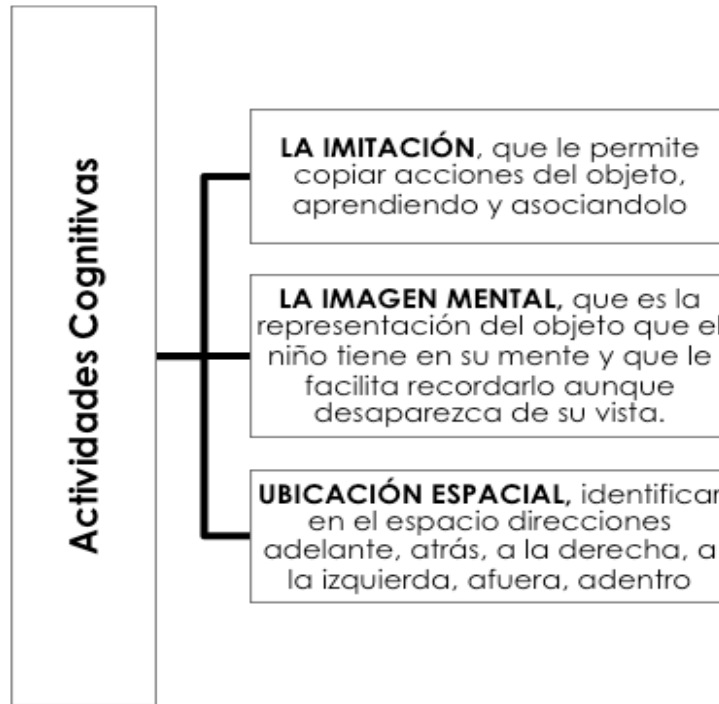 Actividades Cognitivas
LA IMITACIÓN, que le permite
copiar acciones del objeto,
aprendiendo y asociandolo
LA IMAGEN MENTAL, que es la
representación del objeto que el
niño tiene en su mente y que le
facilita recordarlo aunque
desaparezca de su vista.
UBICACIÓN ESPACIAL, identificar
en el espacio direcciones
adelante, atrás, a la derecha, a
la izquierda, afuera, adentro